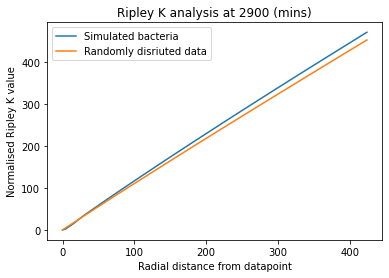 Ripley K analysis at 2900 (mins)
Simulated bacteria
Randomly disriuted data
Normalised Ripley K value
400
300
200
100
0
0
100
200
300
400
Radial distance from datapoint